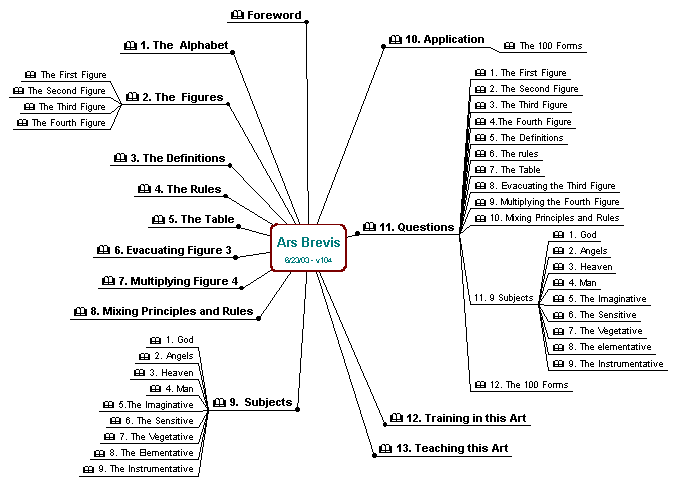 Foreword
1. The Alphabet
2. The Figures
The First Figure
The Second Figure
The Third Figure
The Fourth Figure
3. The Definitions
4. The Rules
5. The Table
6. Evacuating Figure 3
7. Multiplying Figure 4
8. Mixing Principles and Rules
9. Subjects
1. God
2. Angels
3. Heaven
4. Man
5.The Imaginative
6. The Sensitive
7. The Vegetative
8. The Elementative
9. The Instrumentative
Ars Brevis
6/23/03 - v104
10. Application
The 100 Forms
11. Questions
1. The First Figure
2. The Second Figure
3. The Third Figure
4.The Fourth Figure
5. The Definitions
6. The rules
7. The Table
8. Evacuating the Third Figure
9. Multiplying the Fourth Figure
10. Mixing Principles and Rules
11. 9 Subjects
1. God
2. Angels
3. Heaven
4. Man
5. The Imaginative
6. The Sensitive
7. The Vegetative
8. The elementative
9. The Instrumentative
12. The 100 Forms
12. Training in this Art
13. Teaching this Art